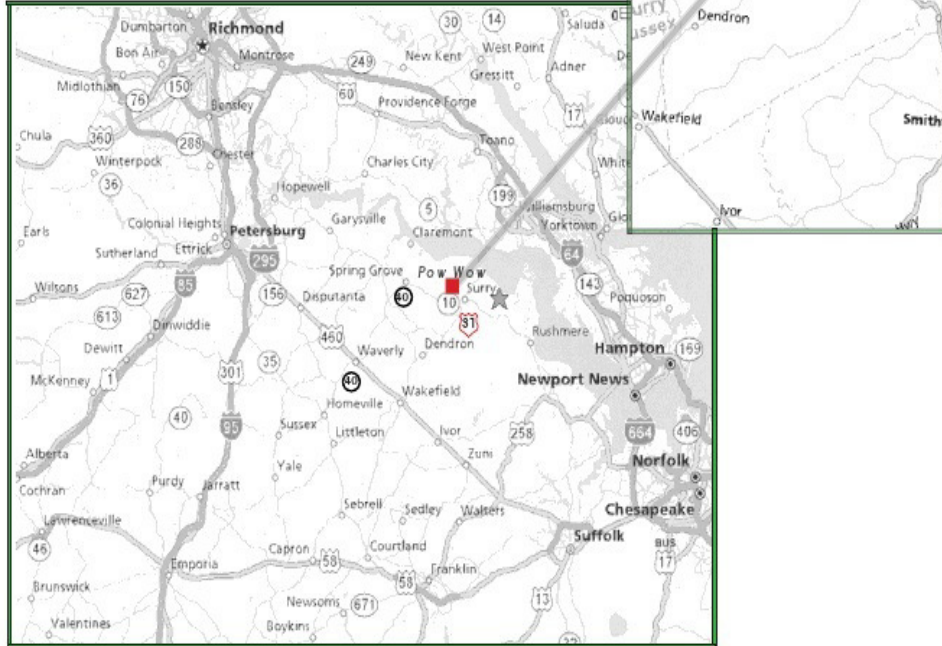 Dumbarton
Richmond
30
14
Saluda
Surry
ussex
Dendron
Bon Air
Montrose
249
New Kent
West Point
Adner
Midlothian
150
76
60
Gressitt
Bensley
Providence Forge
17
Wakefield
Smith
Chula
360
288
Toano
Winterpock
Chester
Charles City
White
36
Hopewell
199
5
Williamsburg
Ivor
Garysville
Yorktown
Glo
Earls
Colonial Heights
Petersburg
Claremont
Sutherland
Ettrick
295
64
Spring Grove
Pow Wow
85
143
Wilsons
627
156
Disputanta
40
10
Surry
Poquoson
613
Dinwiddie
460
31
Rushmere
Dewitt
Waverly
Dendron
Hampton
169
McKenney
1
301
35
40
Wakefield
Newport News
40
Homeville
95
Sussex
Littleton
Ivor
258
664
406
Alberta
Zuni
Norfolk
Cochran
Purdy
Jarratt
Yale
Sebrell
Sedley
Walters
Chesapeake
Lawrenceville
Suffolk
BUS
17
46
Capron
58
Courtland
Emporia
58
Franklin
Brunswick
13
Newsoms
671
Valentines
Boykins